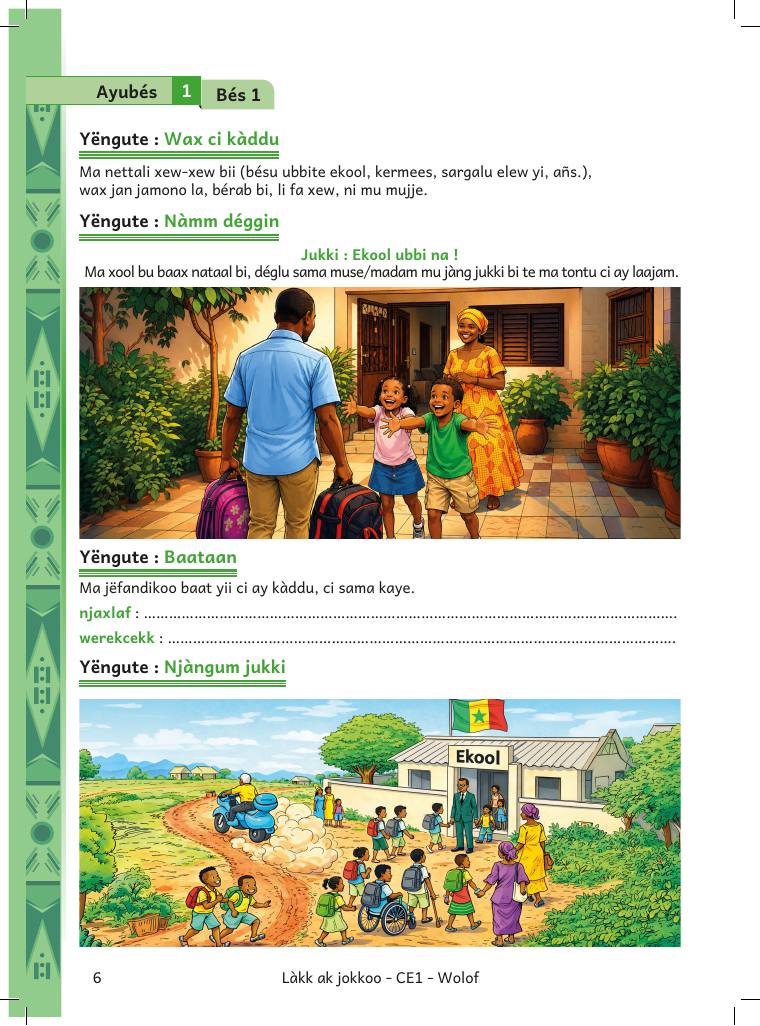 Ayubés 1 Bés 1
Yëngute : Wax ci kàddu
Ma nettali xew-xew bii (bésu ubbite ekool, kermees, sargalu elew yi, añs.),
wax jan jamono la, bérab bi, li fa xew, ni mu mujje.
Yëngute : Nàmm déggin
Jukki : Ekool ubbi na !
Ma xool bu baax nataal bi, déglu sama muse/madam mu jàng jukki bi te ma tontu ci ay laajam.
Yëngute : Baataan
Ma jëfandikoo baat yii ci ay kàddu, ci sama kaye.
njaxlaf : ........................................................................................................................
werekcekk : ...................................................................................................................
Yëngute : Njàngum jukki
Ekool
6 Làkk ak jokkoo - CE1 - Wolof